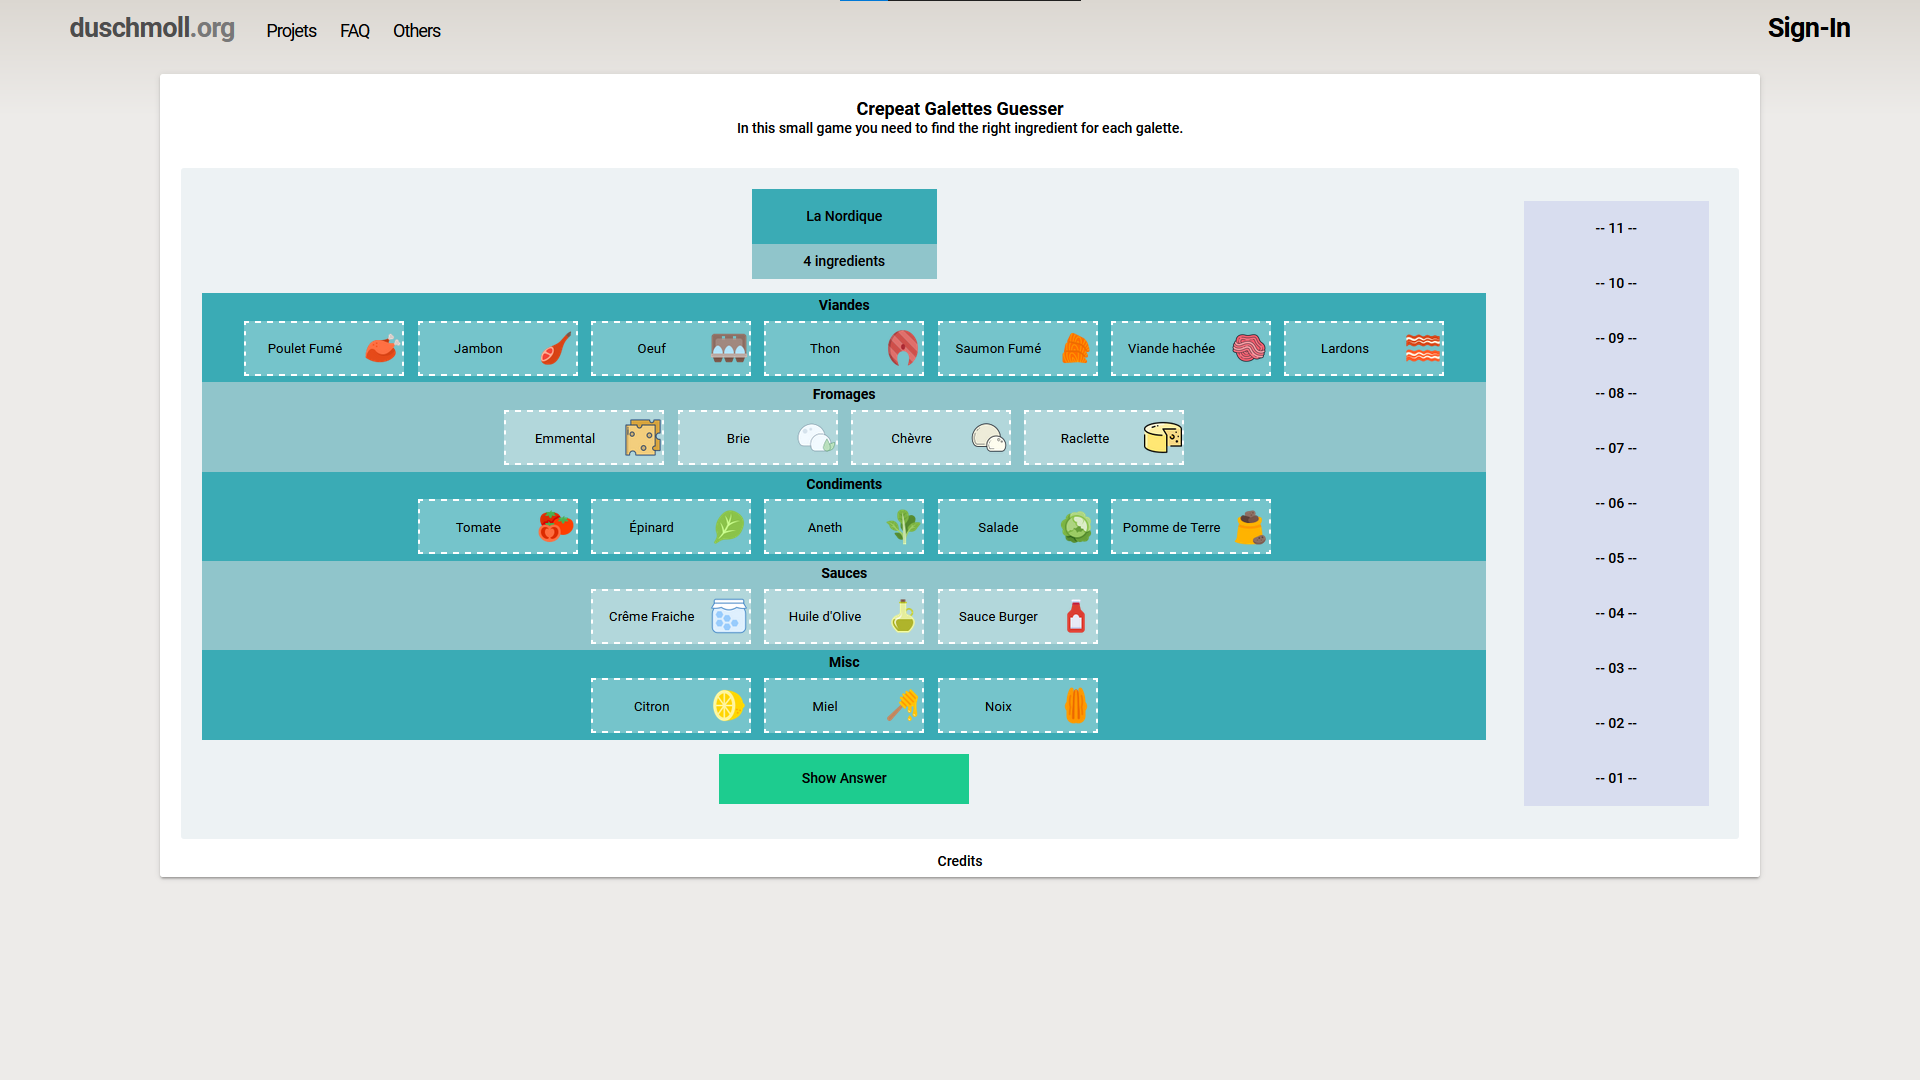 duschmoll.org
Projets
FAQ
Others
Sign-In
Crepeat Galettes Guesser
In this small game you need to find the right ingredient for each galette.
La Nordique
4 ingredients
Viandes
Poulet Fumé
Jambon
Oeuf
Thon
Saumon Fumé
Viande hachée
Lardons
Fromages
Emmental
Brie
Chèvre
Raclette
Condiments
Tomate
Épinard
Aneth
Salade
Pomme de Terre
Sauces
Crême Fraiche
Huile d'Olive
Sauce Burger
Misc
Citron
Miel
Noix
Show Answer
-- 11 --
-- 10 --
-- 09 --
-- 08 --
-- 07 --
-- 06 --
-- 05 --
-- 04 --
-- 03 --
-- 02 --
-- 01 --
Credits